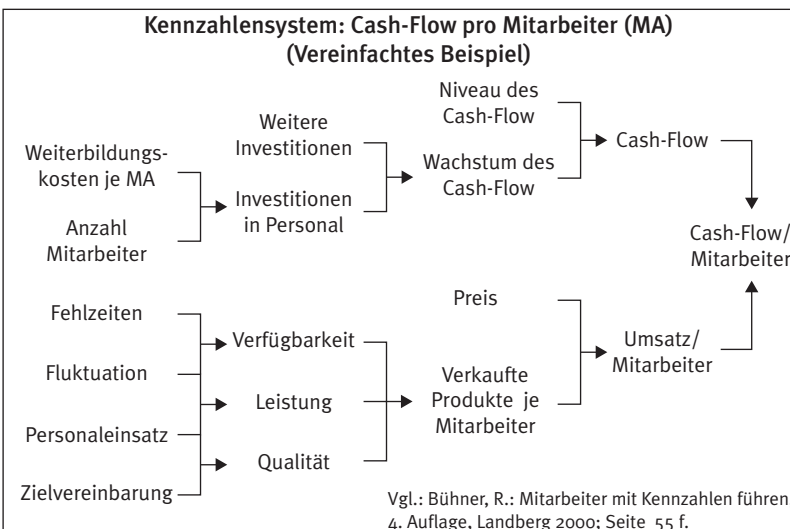 Kennzahlensystem: Cash-Flow pro Mitarbeiter (MA)
(Vereinfachtes Beispiel)
Niveau des
Cash-Flow
Weitere
Investitionen
Cash-Flow
Weiterbildungs-
kosten je MA
Wachstum des
Cash-Flow
Investitionen
in Personal
Anzahl
Mitarbeiter
Cash-Flow/
Mitarbeiter
Fehlzeiten
Preis
Verfügbarkeit
Umsatz/
Mitarbeiter
Fluktuation
Verkaufte
Produkte je
Mitarbeiter
Leistung
Personaleinsatz
Qualität
Zielvereinbarung
Vgl.: Bühner, R.: Mitarbeiter mit Kennzahlen führen
4. Auflage, Landberg 2000; Seite 55 f.